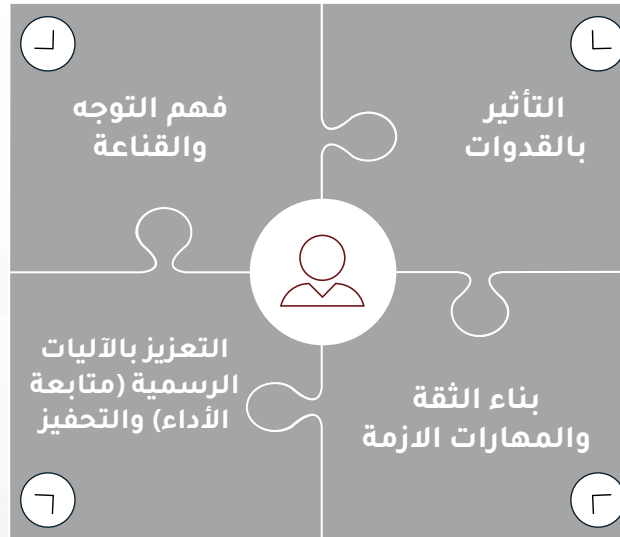 التأثير
بالقدوات
فهم التوجه
والقناعة
بناء الثقة
والمهارات الازمة
التعزيز بالآليات
الرسمية (متابعة
الأداء) والتحفيز